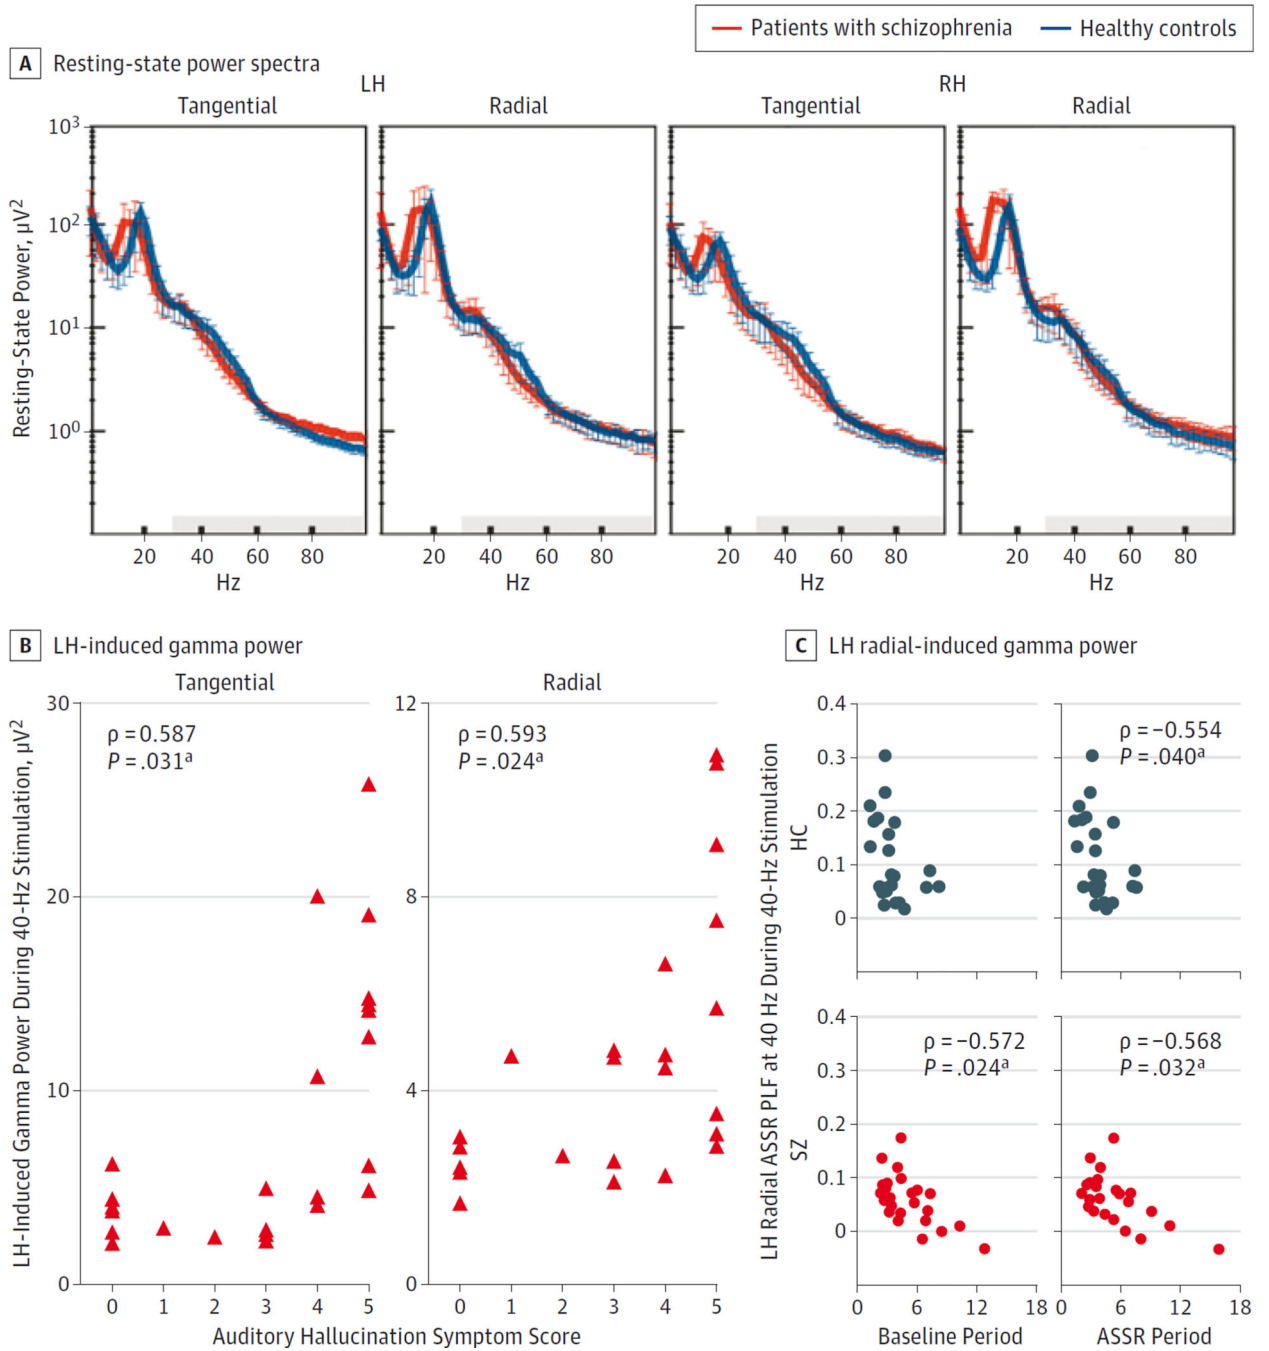 Patients with schizophrenia Healthy controls
A Resting-state power spectra
LH RH
Tangential Radial Tangential Radial
Resting-State Power, μV²
10³
10²
10¹
10⁰
20 40 60 80 20 40 60 80 20 40 60 80 20 40 60 80
Hz Hz Hz Hz
B LH-induced gamma power
Tangential Radial
LH-Induced Gamma Power During 40-Hz Stimulation, μV²
30
20
10
0
ρ = 0.587
P = .031ᵃ
12
8
4
0
ρ = 0.593
P = .024ᵃ
0 1 2 3 4 5 0 1 2 3 4 5
Auditory Hallucination Symptom Score
C LH radial-induced gamma power
LH Radial ASSR PLF at 40 Hz During 40-Hz Stimulation
HC
0.4
0.3
0.2
0.1
0
ρ = −0.554
P = .040ᵃ
SZ
0.4
0.3
0.2
0.1
0
ρ = −0.572
P = .024ᵃ
ρ = −0.568
P = .032ᵃ
0 6 12 18 0 6 12 18
Baseline Period ASSR Period